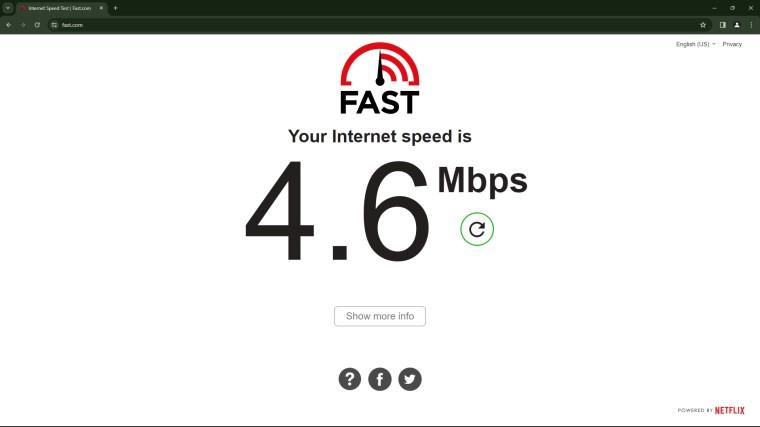 Internet Speed Test | Fast.com
fast.com
English (US) Privacy
FAST
Your Internet speed is
4.6 Mbps
Show more info
POWERED BY NETFLIX